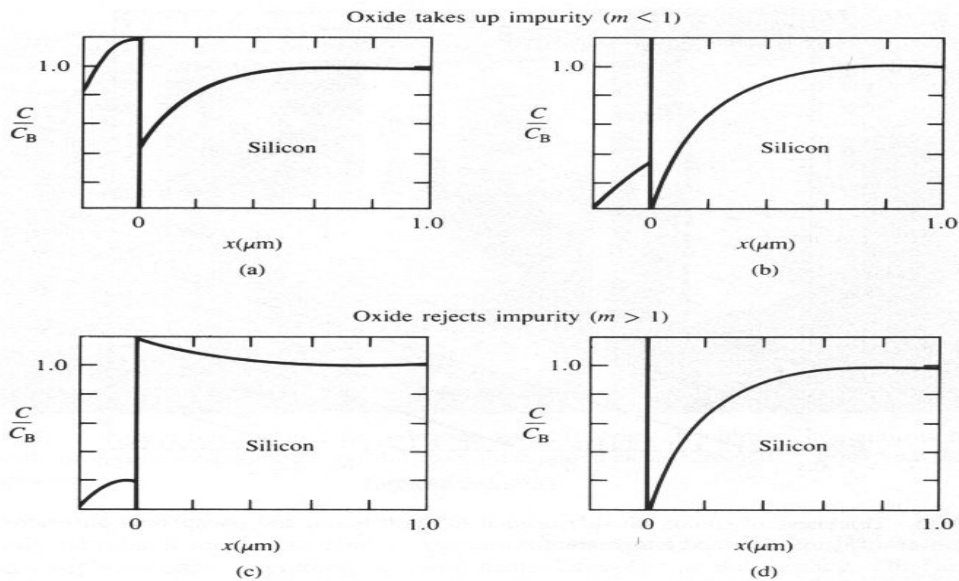 Oxide takes up impurity (m < 1)
1.0
C
C_B
Silicon
0
1.0
x(μm)
(a)
1.0
C
C_B
Silicon
0
1.0
x(μm)
(b)
Oxide rejects impurity (m > 1)
1.0
C
C_B
Silicon
0
1.0
x(μm)
(c)
1.0
C
C_B
Silicon
0
1.0
x(μm)
(d)